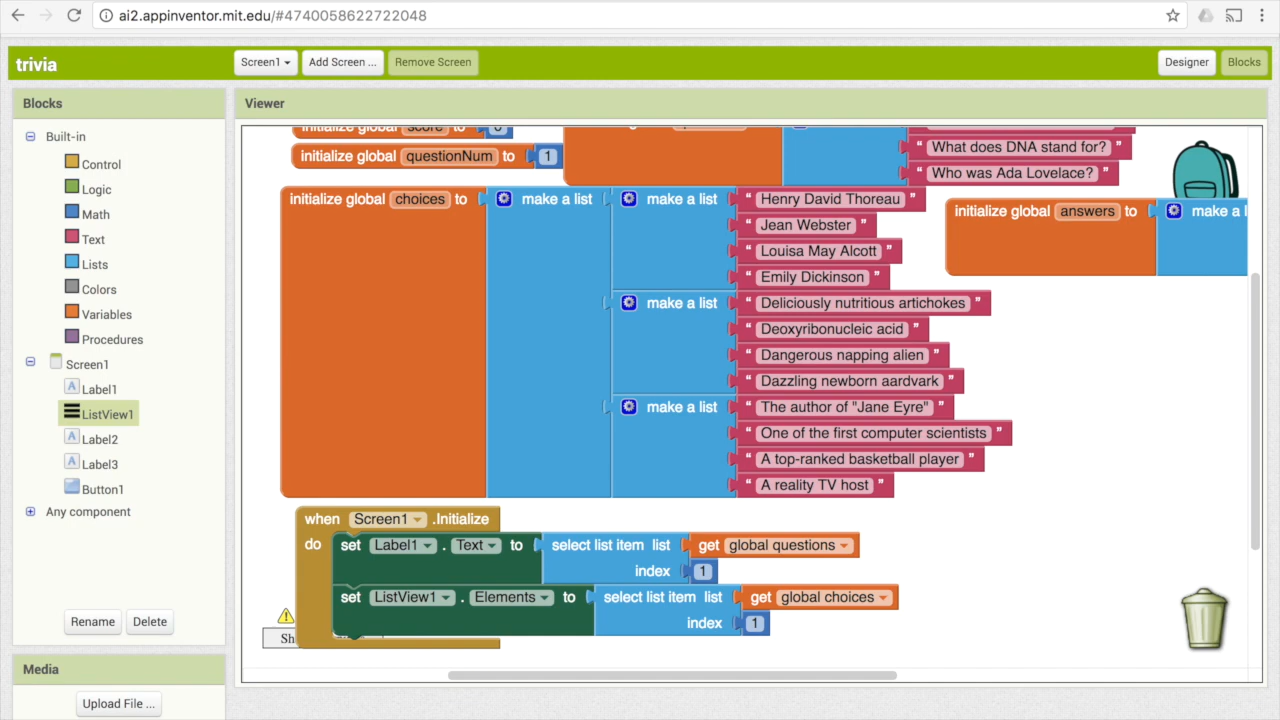 ai2.appinventor.mit.edu/#4740058622722048
trivia Screen1 Add Screen ... Remove Screen Designer Blocks
Blocks
Viewer
Built-in
Control
Logic
Math
Text
Lists
Colors
Variables
Procedures
Screen1
Label1
ListView1
Label2
Label3
Button1
Any component
Rename Delete
Media
Upload File ...
initialize global score to
initialize global questionNum to 1
" What does DNA stand for? "
" Who was Ada Lovelace? "
initialize global choices to make a list make a list " Henry David Thoreau "
" Jean Webster "
" Louisa May Alcott "
" Emily Dickinson "
make a list " Deliciously nutritious artichokes "
" Deoxyribonucleic acid "
" Dangerous napping alien "
" Dazzling newborn aardvark "
make a list " The author of "Jane Eyre" "
" One of the first computer scientists "
" A top-ranked basketball player "
" A reality TV host "
initialize global answers to make a l
when Screen1 .Initialize
do set Label1 . Text to select list item list get global questions
index 1
set ListView1 . Elements to select list item list get global choices
index 1
Sh